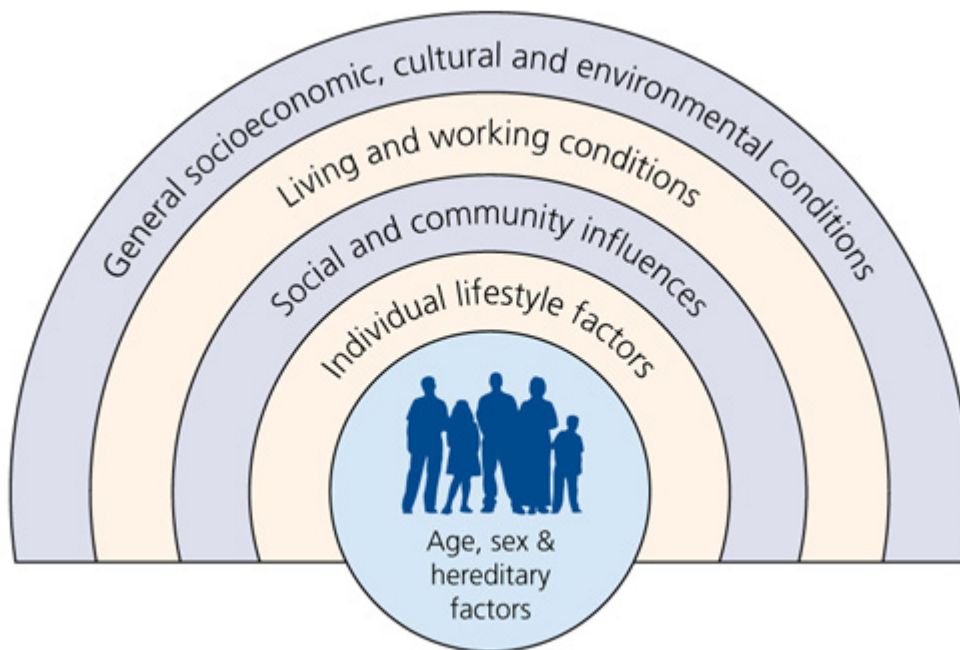 General socioeconomic, cultural and environmental conditions
Living and working conditions
Social and community influences
Individual lifestyle factors
Age, sex &
hereditary
factors